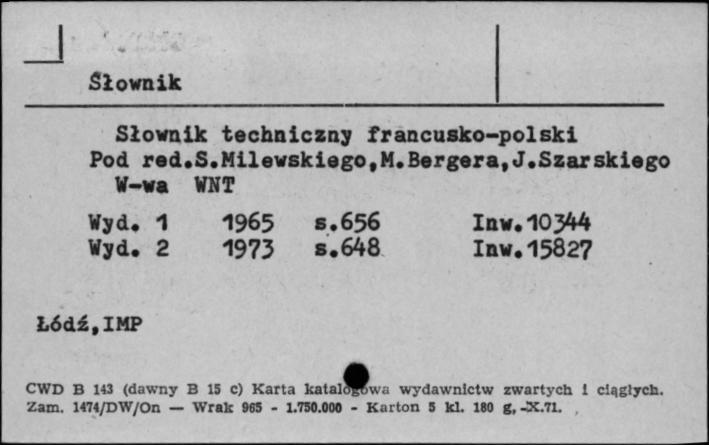 Słownik
Słownik techniczny francusko-polski
Pod red.S.Milewskiego,M.Bergera,J.Szarskiego
W-wa WNT
Wyd. 1 1965 s.656 Inw.10344
Wyd. 2 1973 s.648 Inw.15827
Łódź,IMP
CWD B 143 (dawny B 15 c) Karta katalogowa wydawnictw zwartych i ciągłych.
Zam. 1474/DW/On — Wrak 965 - 1.750.000 - Karton 5 kl. 180 g,-IX.71.